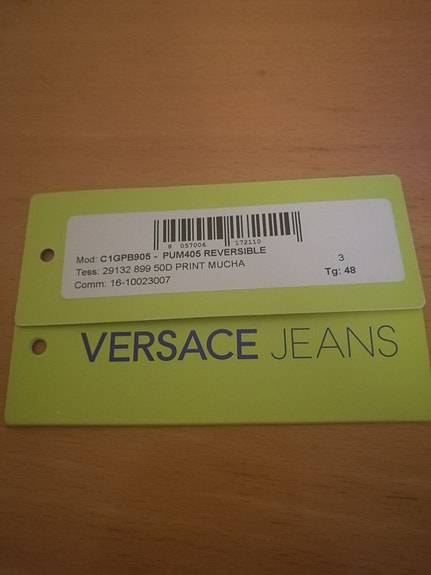 8 057006 172110
Mod: C1GPB905 - PUM405 REVERSIBLE
Tess: 29132 899 50D PRINT MUCHA 3
Comm: 16-10023007 Tg: 48
VERSACE JEANS